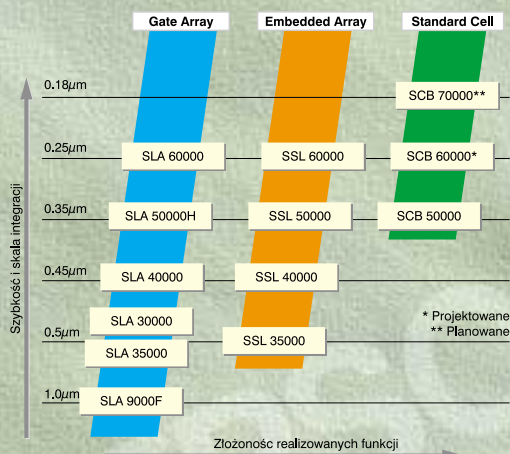 Gate Array Embedded Array Standard Cell
0.18µm SCB 70000**
0.25µm SLA 60000 SSL 60000 SCB 60000*
0.35µm SLA 50000H SSL 50000 SCB 50000
0.45µm SLA 40000 SSL 40000
SLA 30000
* Projektowane
** Planowane
0.5µm SSL 35000
SLA 35000
1.0µm SLA 9000F
Szybkość i skala integracji
Złożonośc realizowanych funkcji